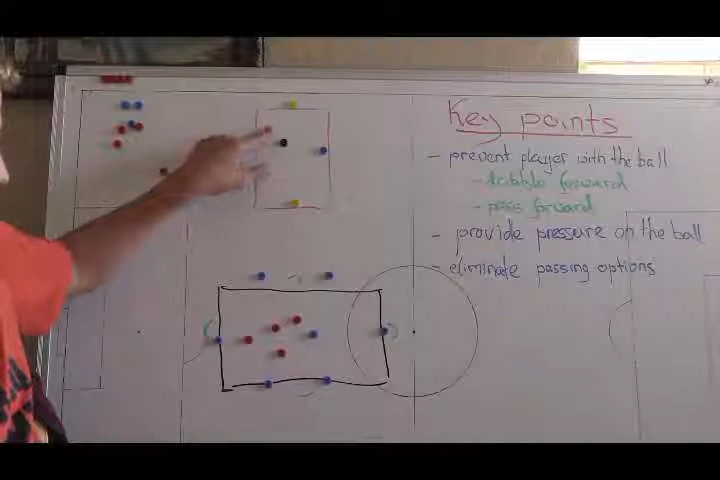 Key points
- prevent player with the ball
- dribble forward
- pass forward
- provide pressure on the ball
- eliminate passing options